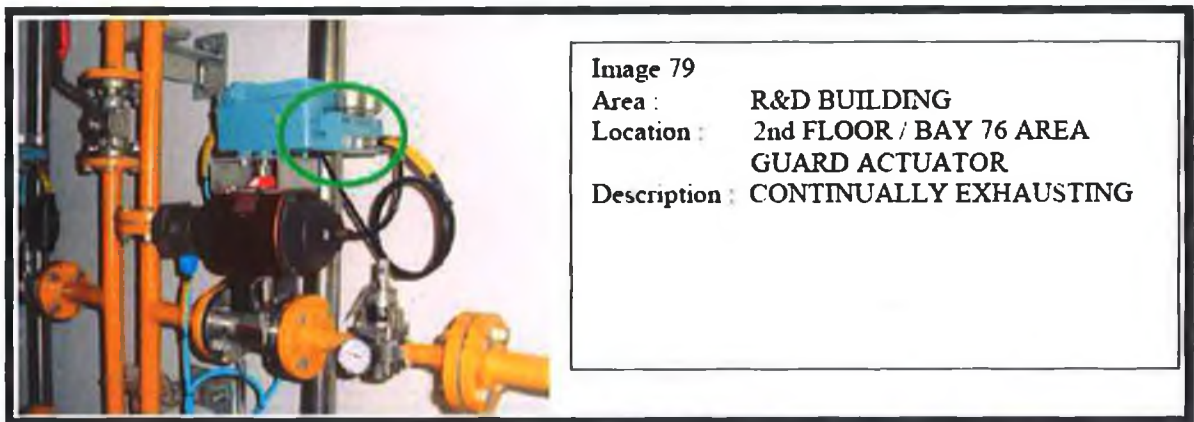 Image 79
Area : R&D BUILDING
Location : 2nd FLOOR / BAY 76 AREA
GUARD ACTUATOR
Description : CONTINUALLY EXHAUSTING